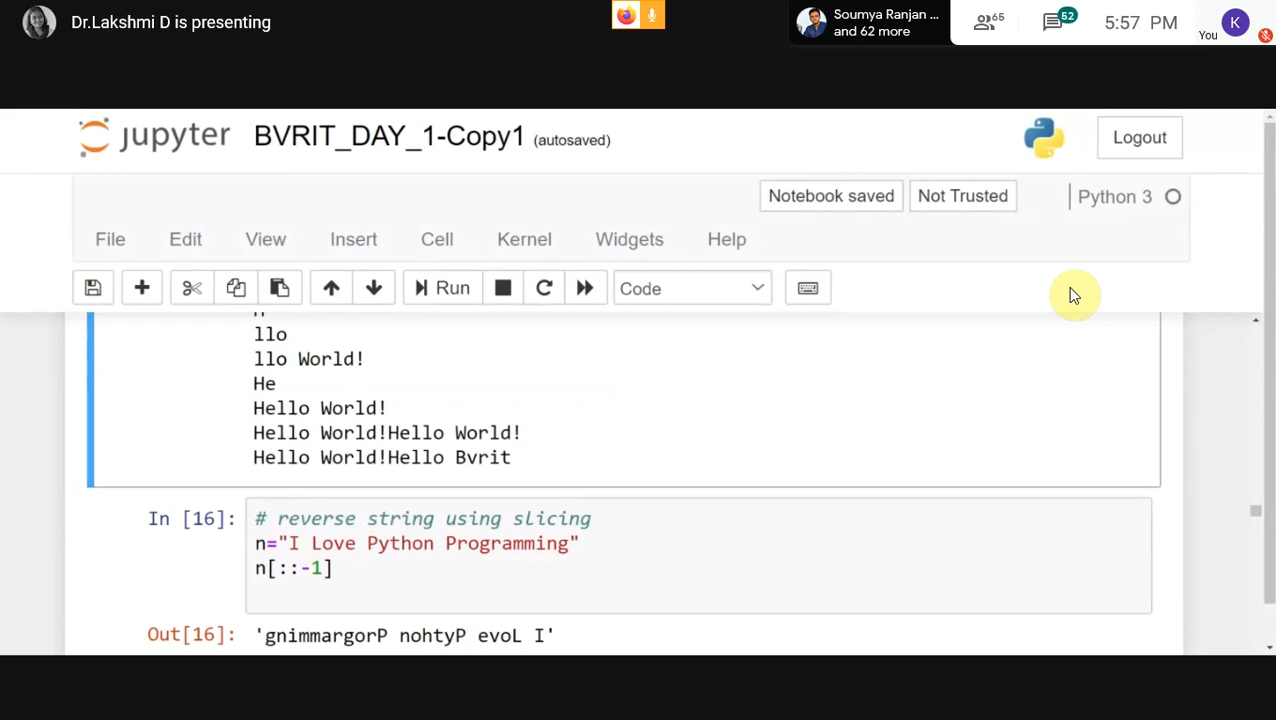 Dr.Lakshmi D is presenting
Soumya Ranjan ...
and 62 more
65
52
5:57 PM
You
K
jupyter BVRIT_DAY_1-Copy1 (autosaved)
Logout
Notebook saved
Not Trusted
Python 3
File Edit View Insert Cell Kernel Widgets Help
Run
Code
llo
llo World!
He
Hello World!
Hello World!Hello World!
Hello World!Hello Bvrit
In [16]: # reverse string using slicing
n="I Love Python Programming"
n[::-1]
Out[16]: 'gnimmargorP nohtyP evoL I'